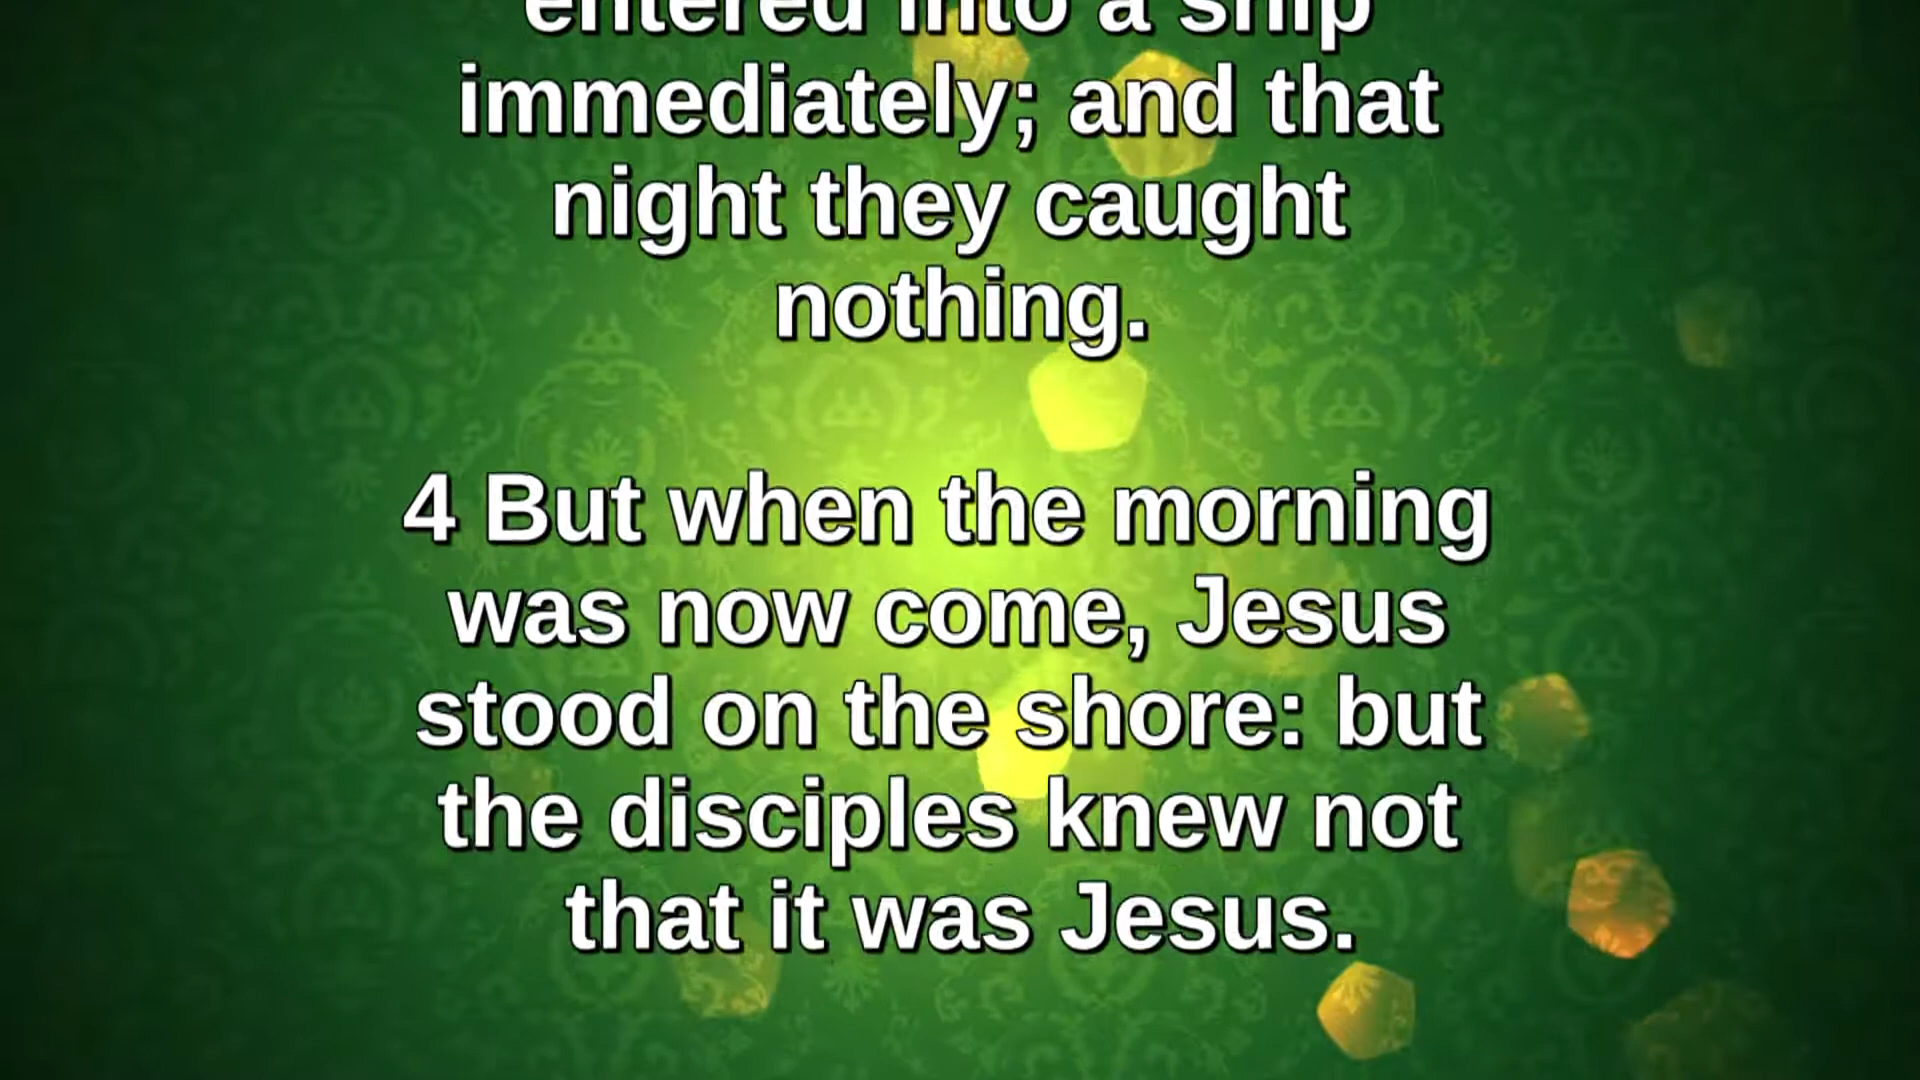 entered into a ship
immediately; and that
night they caught
nothing.
4 But when the morning
was now come, Jesus
stood on the shore: but
the disciples knew not
that it was Jesus.